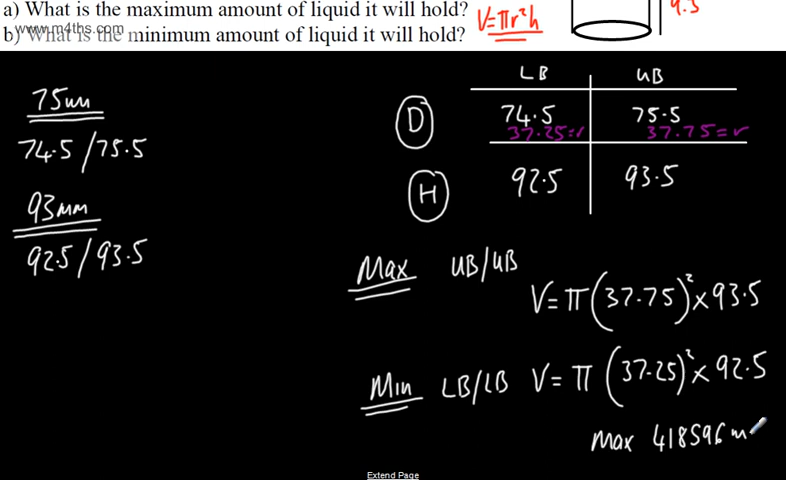 a) What is the maximum amount of liquid it will hold?
b) What is the minimum amount of liquid it will hold?
www.m4ths.com
V=πr²h
9.3
75mm
74.5/75.5
93mm
92.5/93.5
LB UB
D 74.5 75.5
37.25=r 37.75=r
H 92.5 93.5
Max UB/UB
V=π(37.75)²×93.5
Min LB/LB V=π(37.25)²×92.5
Max 418596m
Extend Page